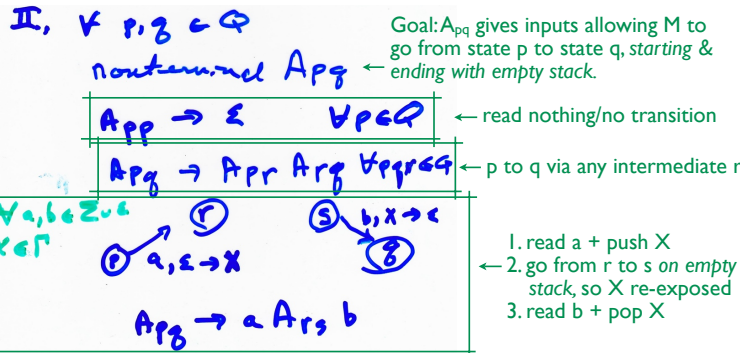 II, ∀ p,q ∈ Q
nonterminal Apq
Goal: Apq gives inputs allowing M to
go from state p to state q, starting &
ending with empty stack.
App → ε ∀p∈Q
read nothing/no transition
Apq → Apr Arq ∀pqr∈Q
p to q via any intermediate r
∀a,b∈Σ∪ε
X∈Γ
r s b, X → ε
p a, ε → X q
Apq → a Ars b
1. read a + push X
2. go from r to s on empty
stack, so X re-exposed
3. read b + pop X